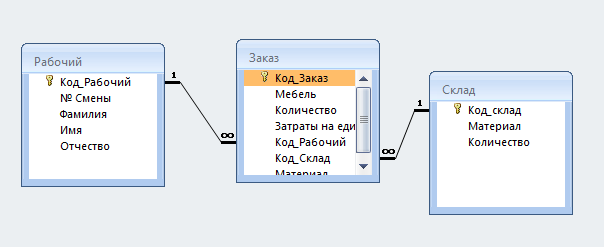 Рабочий
Код_Рабочий
№ Смены
Фамилия
Имя
Отчество
1
∞
Заказ
Код_Заказ
Мебель
Количество
Затраты на еди
Код_Рабочий
Код_Склад
Материал
1
∞
Склад
Код_склад
Материал
Количество